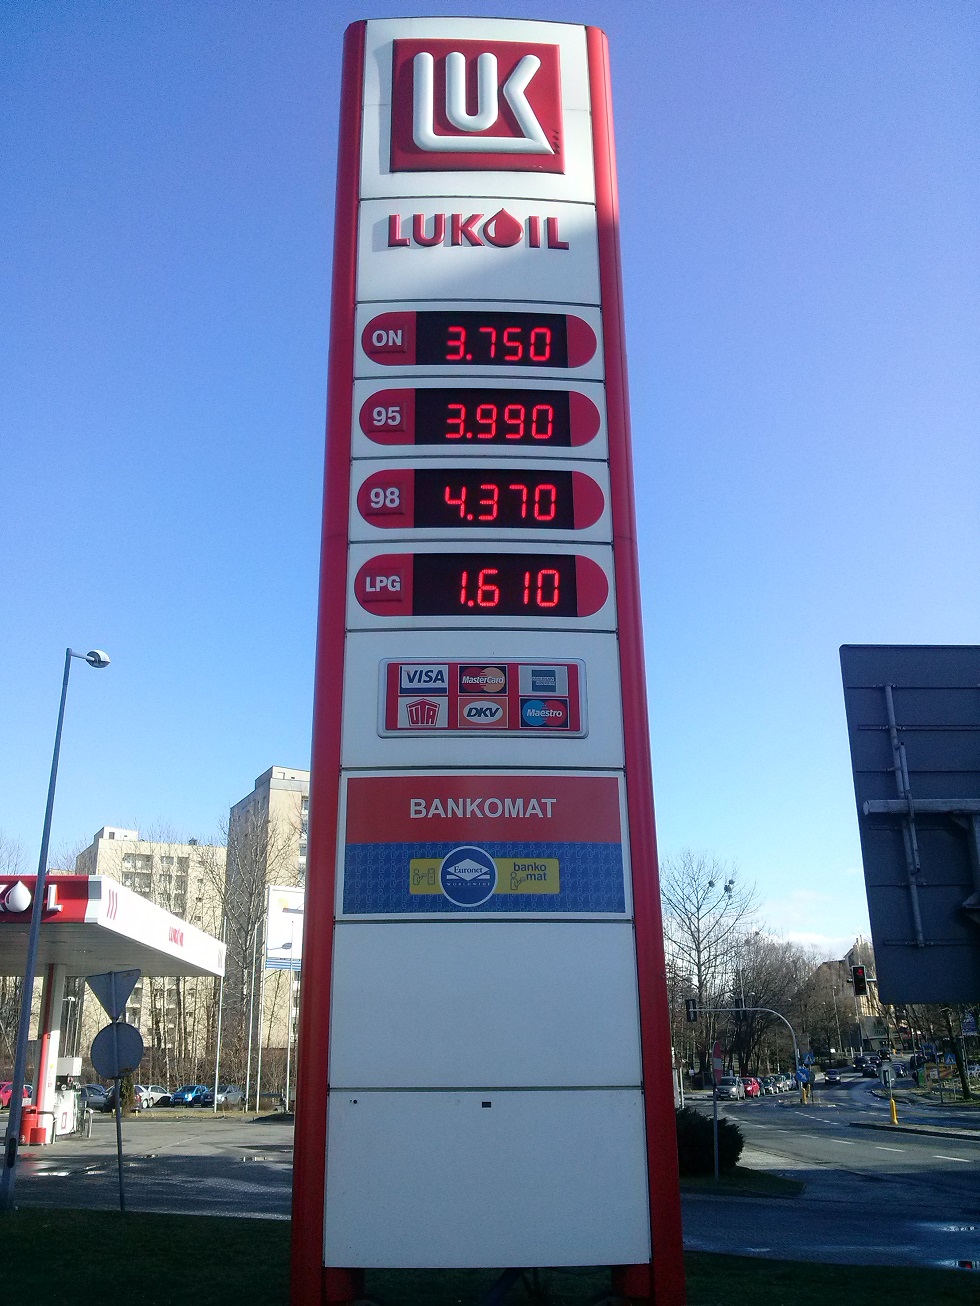 LUK
LUKOIL
ON 3.750
95 3.990
98 4.370
LPG 1.610
VISA MasterCard
UTA DKV Maestro
BANKOMAT
Euronet
WORLDWIDE
banko
mat
LUKOIL